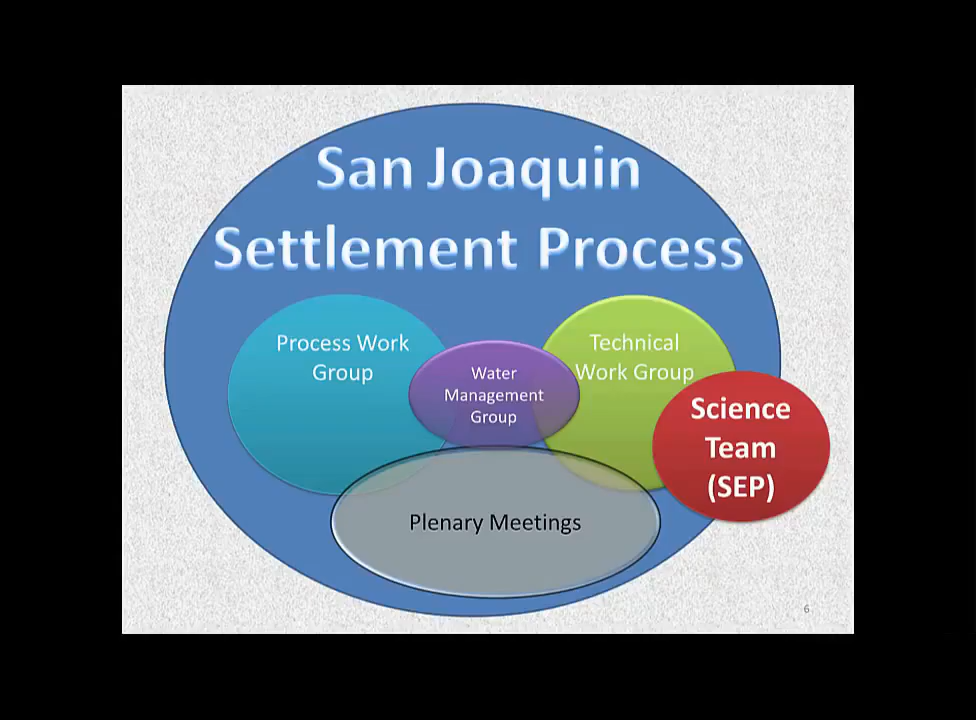 San Joaquin
Settlement Process
Process Work
Group
Water
Management
Group
Technical
Work Group
Science
Team
(SEP)
Plenary Meetings
6